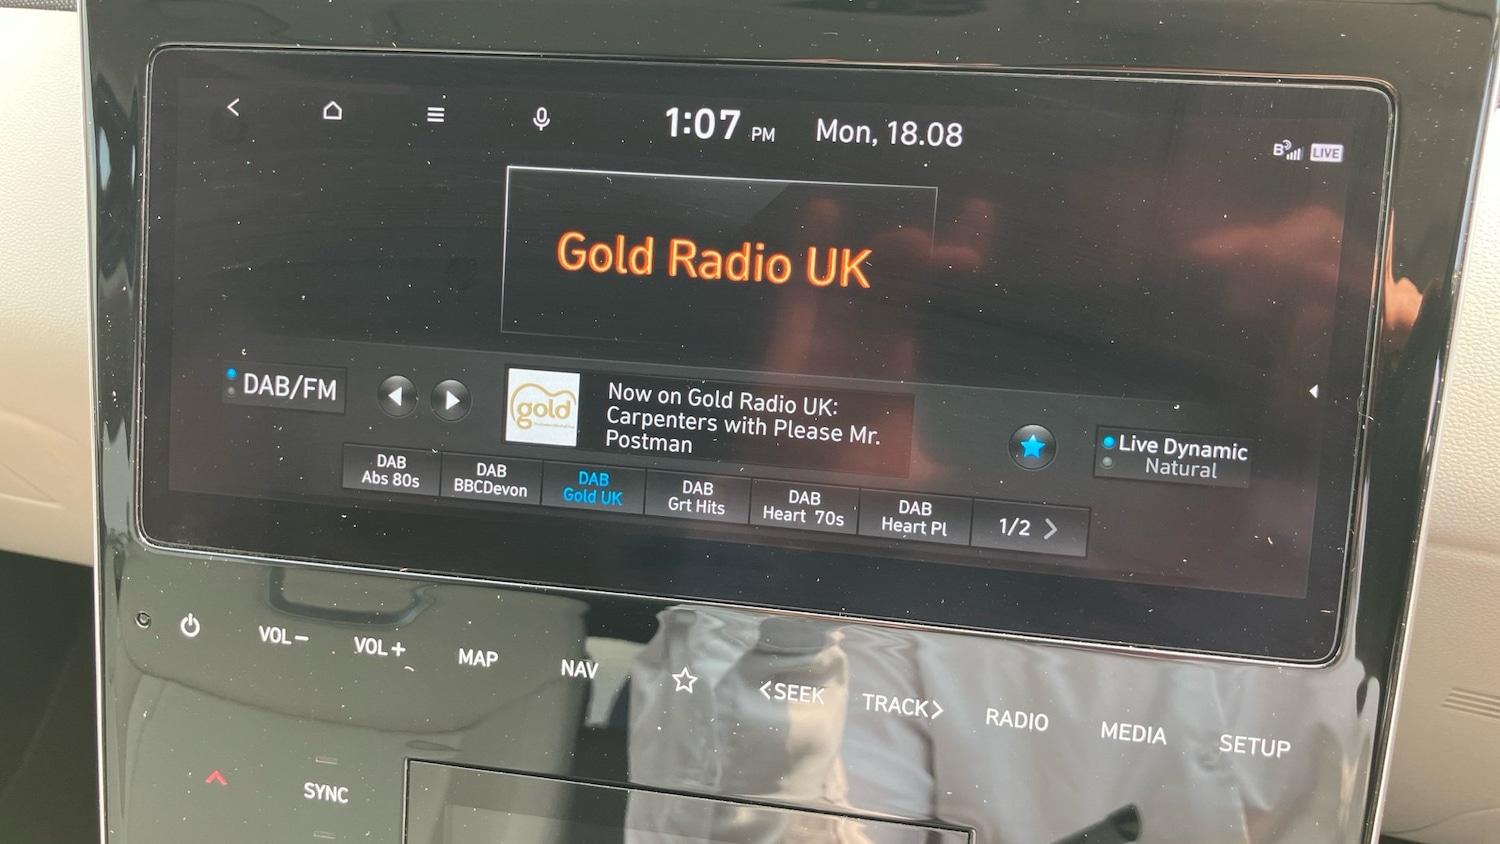 1:07 PM Mon, 18.08
B LIVE
Gold Radio UK
DAB/FM
gold
Now on Gold Radio UK:
Carpenters with Please Mr.
Postman
Live Dynamic
Natural
DAB
Abs 80s
DAB
BBCDevon
DAB
Gold UK
DAB
Grt Hits
DAB
Heart 70s
DAB
Heart Pl
1/2 >
VOL− VOL+ MAP NAV <SEEK TRACK> RADIO MEDIA SETUP
SYNC